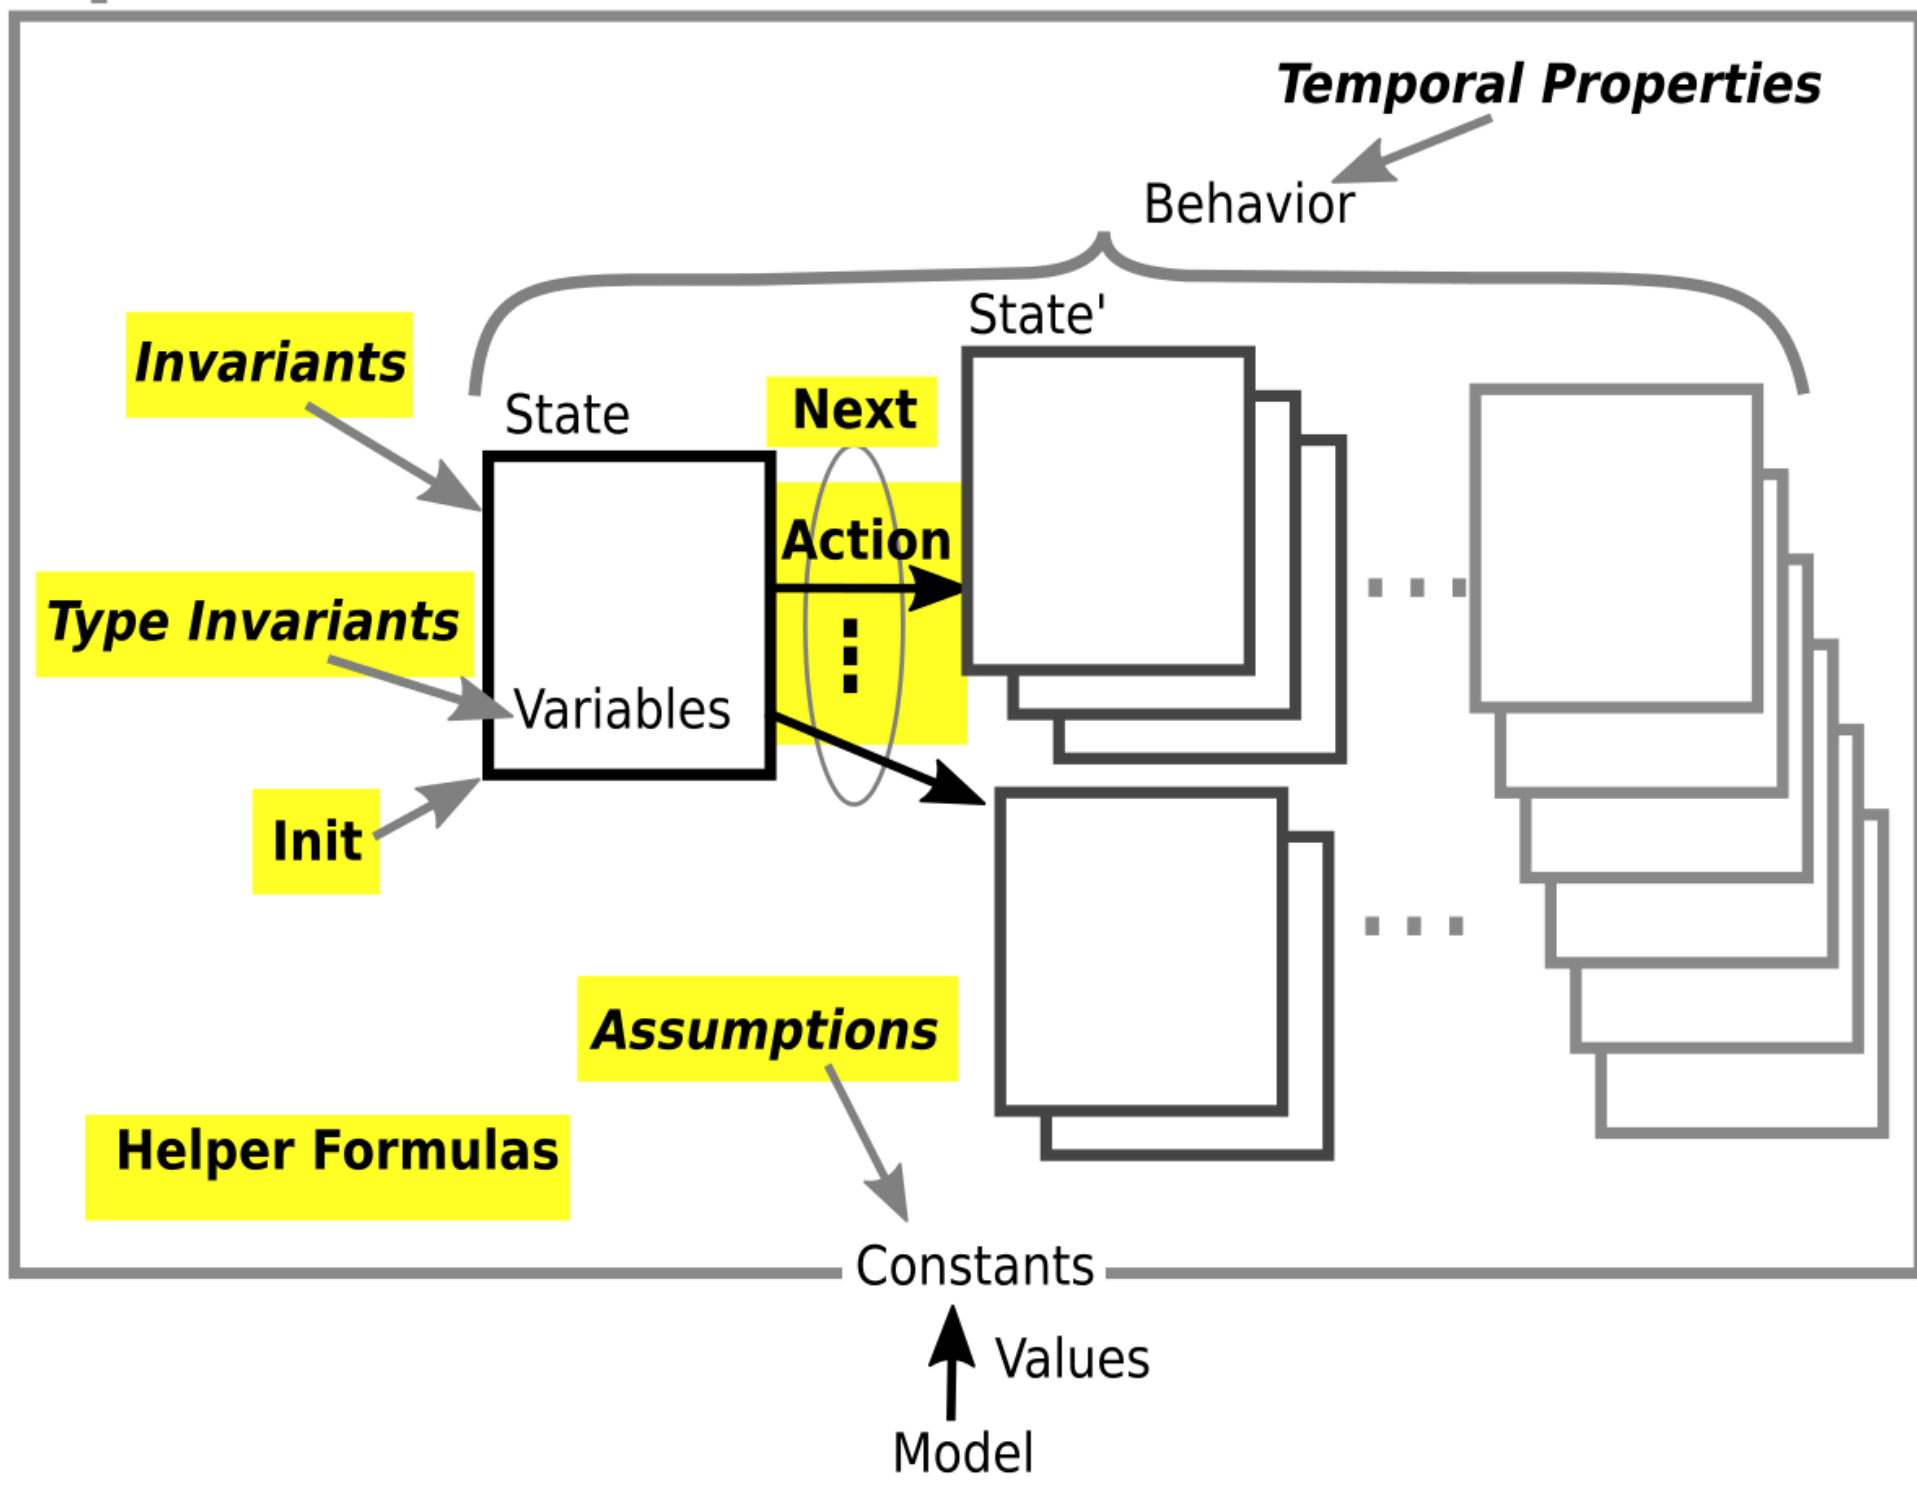 Temporal Properties
Behavior
State'
Invariants
State
Next
Action
Type Invariants
Variables
Init
Assumptions
Helper Formulas
Constants
Values
Model